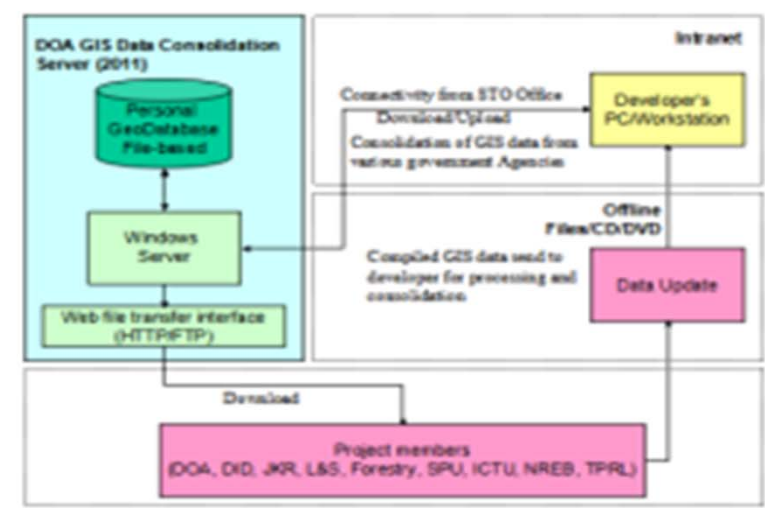 DOA GIS Data Consolidation
Server (2011)
Personal
GeoDatabase
File-based
Windows
Server
Web file transfer interface
(HTTP/FTP)
Intranet
Connectivity from STO Office
Download/Upload
Consolidation of GIS data from
various government Agencies
Developer's
PC/Workstation
Offline
Files/CD/DVD
Compiled GIS data send to
developer for processing and
consolidation
Data Update
Download
Project members
(DOA, DID, JKR, L&S, Forestry, SPU, ICTU, NREB, TPRL)